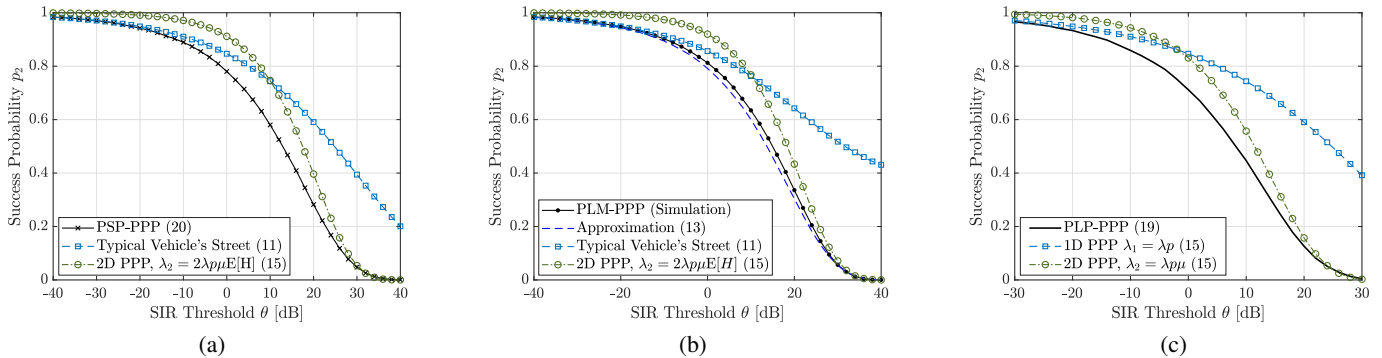 Success Probability p₂
1
0.8
0.6
0.4
0.2
0
PSP-PPP (20)
Typical Vehicle's Street (11)
2D PPP, λ₂ = 2λpμE[H] (15)
-40 -30 -20 -10 0 10 20 30 40
SIR Threshold θ [dB]
(a)
Success Probability p₂
1
0.8
0.6
0.4
0.2
0
PLM-PPP (Simulation)
Approximation (13)
Typical Vehicle's Street (11)
2D PPP, λ₂ = 2λpμE[H] (15)
-40 -20 0 20 40
SIR Threshold θ [dB]
(b)
Success Probability p₂
1
0.8
0.6
0.4
0.2
0
PLP-PPP (19)
1D PPP λ₁ = λp (15)
2D PPP, λ₂ = λpμ (15)
-30 -20 -10 0 10 20 30
SIR Threshold θ [dB]
(c)